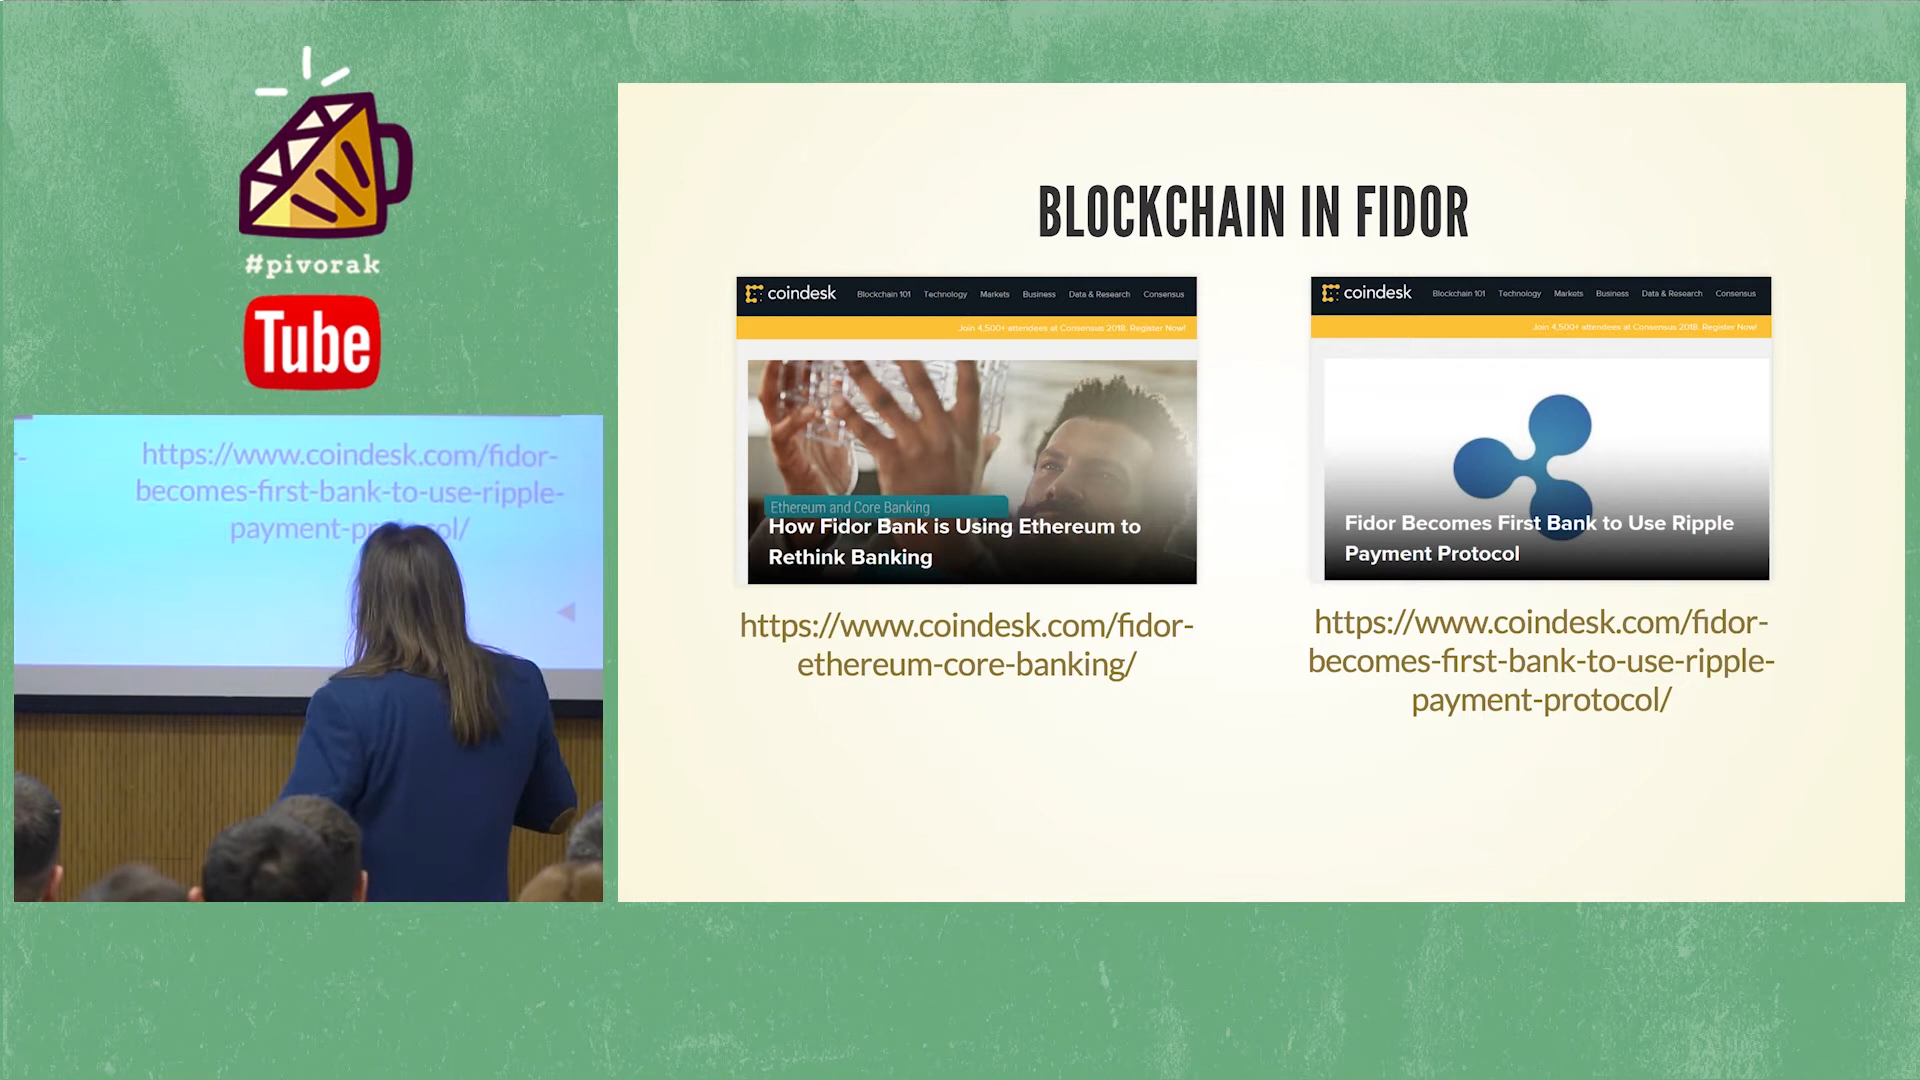 #pivorak
Tube
https://www.coindesk.com/fidor-
becomes-first-bank-to-use-ripple-
payment-protocol/
BLOCKCHAIN IN FIDOR
coindesk Blockchain 101 Technology Markets Business Data & Research Consensus
Join 4,500+ attendees at Consensus 2018. Register Now!
Ethereum and Core Banking
How Fidor Bank is Using Ethereum to
Rethink Banking
https://www.coindesk.com/fidor-
ethereum-core-banking/
coindesk Blockchain 101 Technology Markets Business Data & Research Consensus
Join 4,500+ attendees at Consensus 2018. Register Now!
Fidor Becomes First Bank to Use Ripple
Payment Protocol
https://www.coindesk.com/fidor-
becomes-first-bank-to-use-ripple-
payment-protocol/